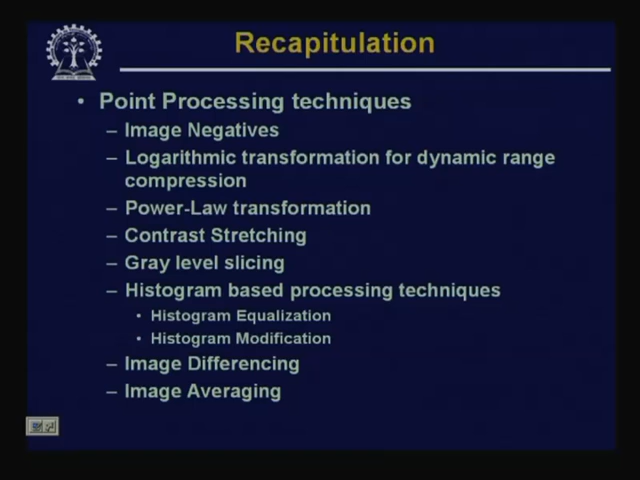 Recapitulation
• Point Processing techniques
– Image Negatives
– Logarithmic transformation for dynamic range
compression
– Power-Law transformation
– Contrast Stretching
– Gray level slicing
– Histogram based processing techniques
• Histogram Equalization
• Histogram Modification
– Image Differencing
– Image Averaging